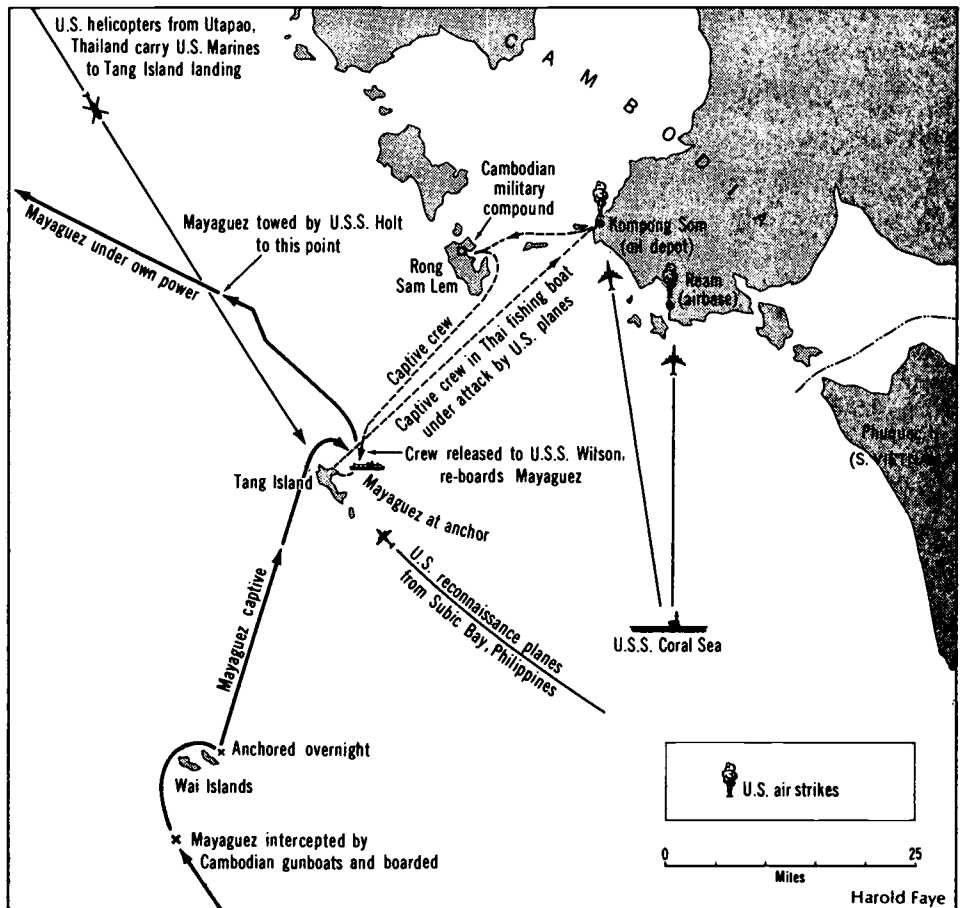 U.S. helicopters from Utapao,
Thailand carry U.S. Marines
to Tang Island landing
CAMBODIA
Cambodian
military
compound
Mayaguez towed by U.S.S. Holt
to this point
Mayaguez under own power
Kompong Som
(oil depot)
Rong
Sam Lem
Ream
(airbase)
Captive crew
Captive crew in Thai fishing boat
under attack by U.S. planes
Phuquoc
(S.
Crew released to U.S.S. Wilson,
re-boards Mayaguez
Tang Island
Mayaguez at anchor
U.S. reconnaissance planes
from Subic Bay, Philippines
Mayaguez captive
U.S.S. Coral Sea
Anchored overnight
Wai Islands
U.S. air strikes
Mayaguez intercepted by
Cambodian gunboats and boarded
0 25
Miles
Harold Faye